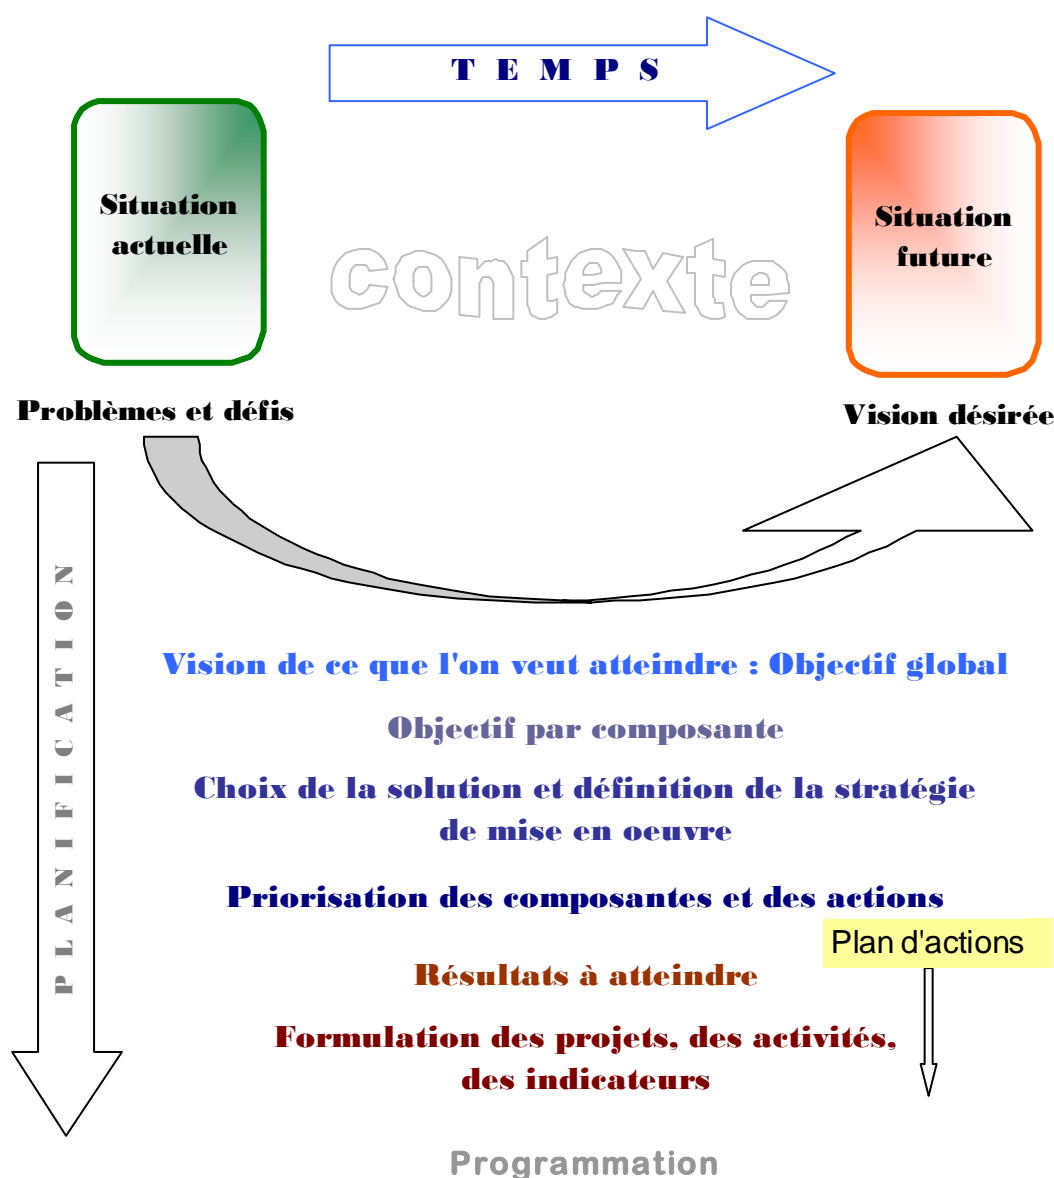 TEMPS
Situation
actuelle
Situation
future
contexte
Problèmes et défis
Vision désirée
PLANIFICATION
Vision de ce que l'on veut atteindre : Objectif global
Objectif par composante
Choix de la solution et définition de la stratégie
de mise en oeuvre
Priorisation des composantes et des actions
Plan d'actions
Résultats à atteindre
Formulation des projets, des activités,
des indicateurs
Programmation